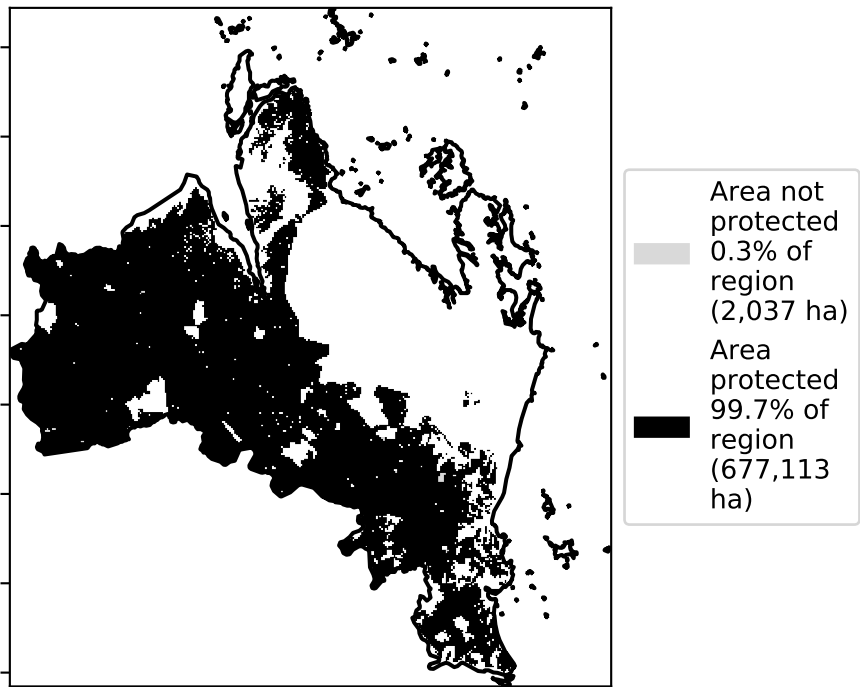 Area not
protected
0.3% of
region
(2,037 ha)
Area
protected
99.7% of
region
(677,113
ha)